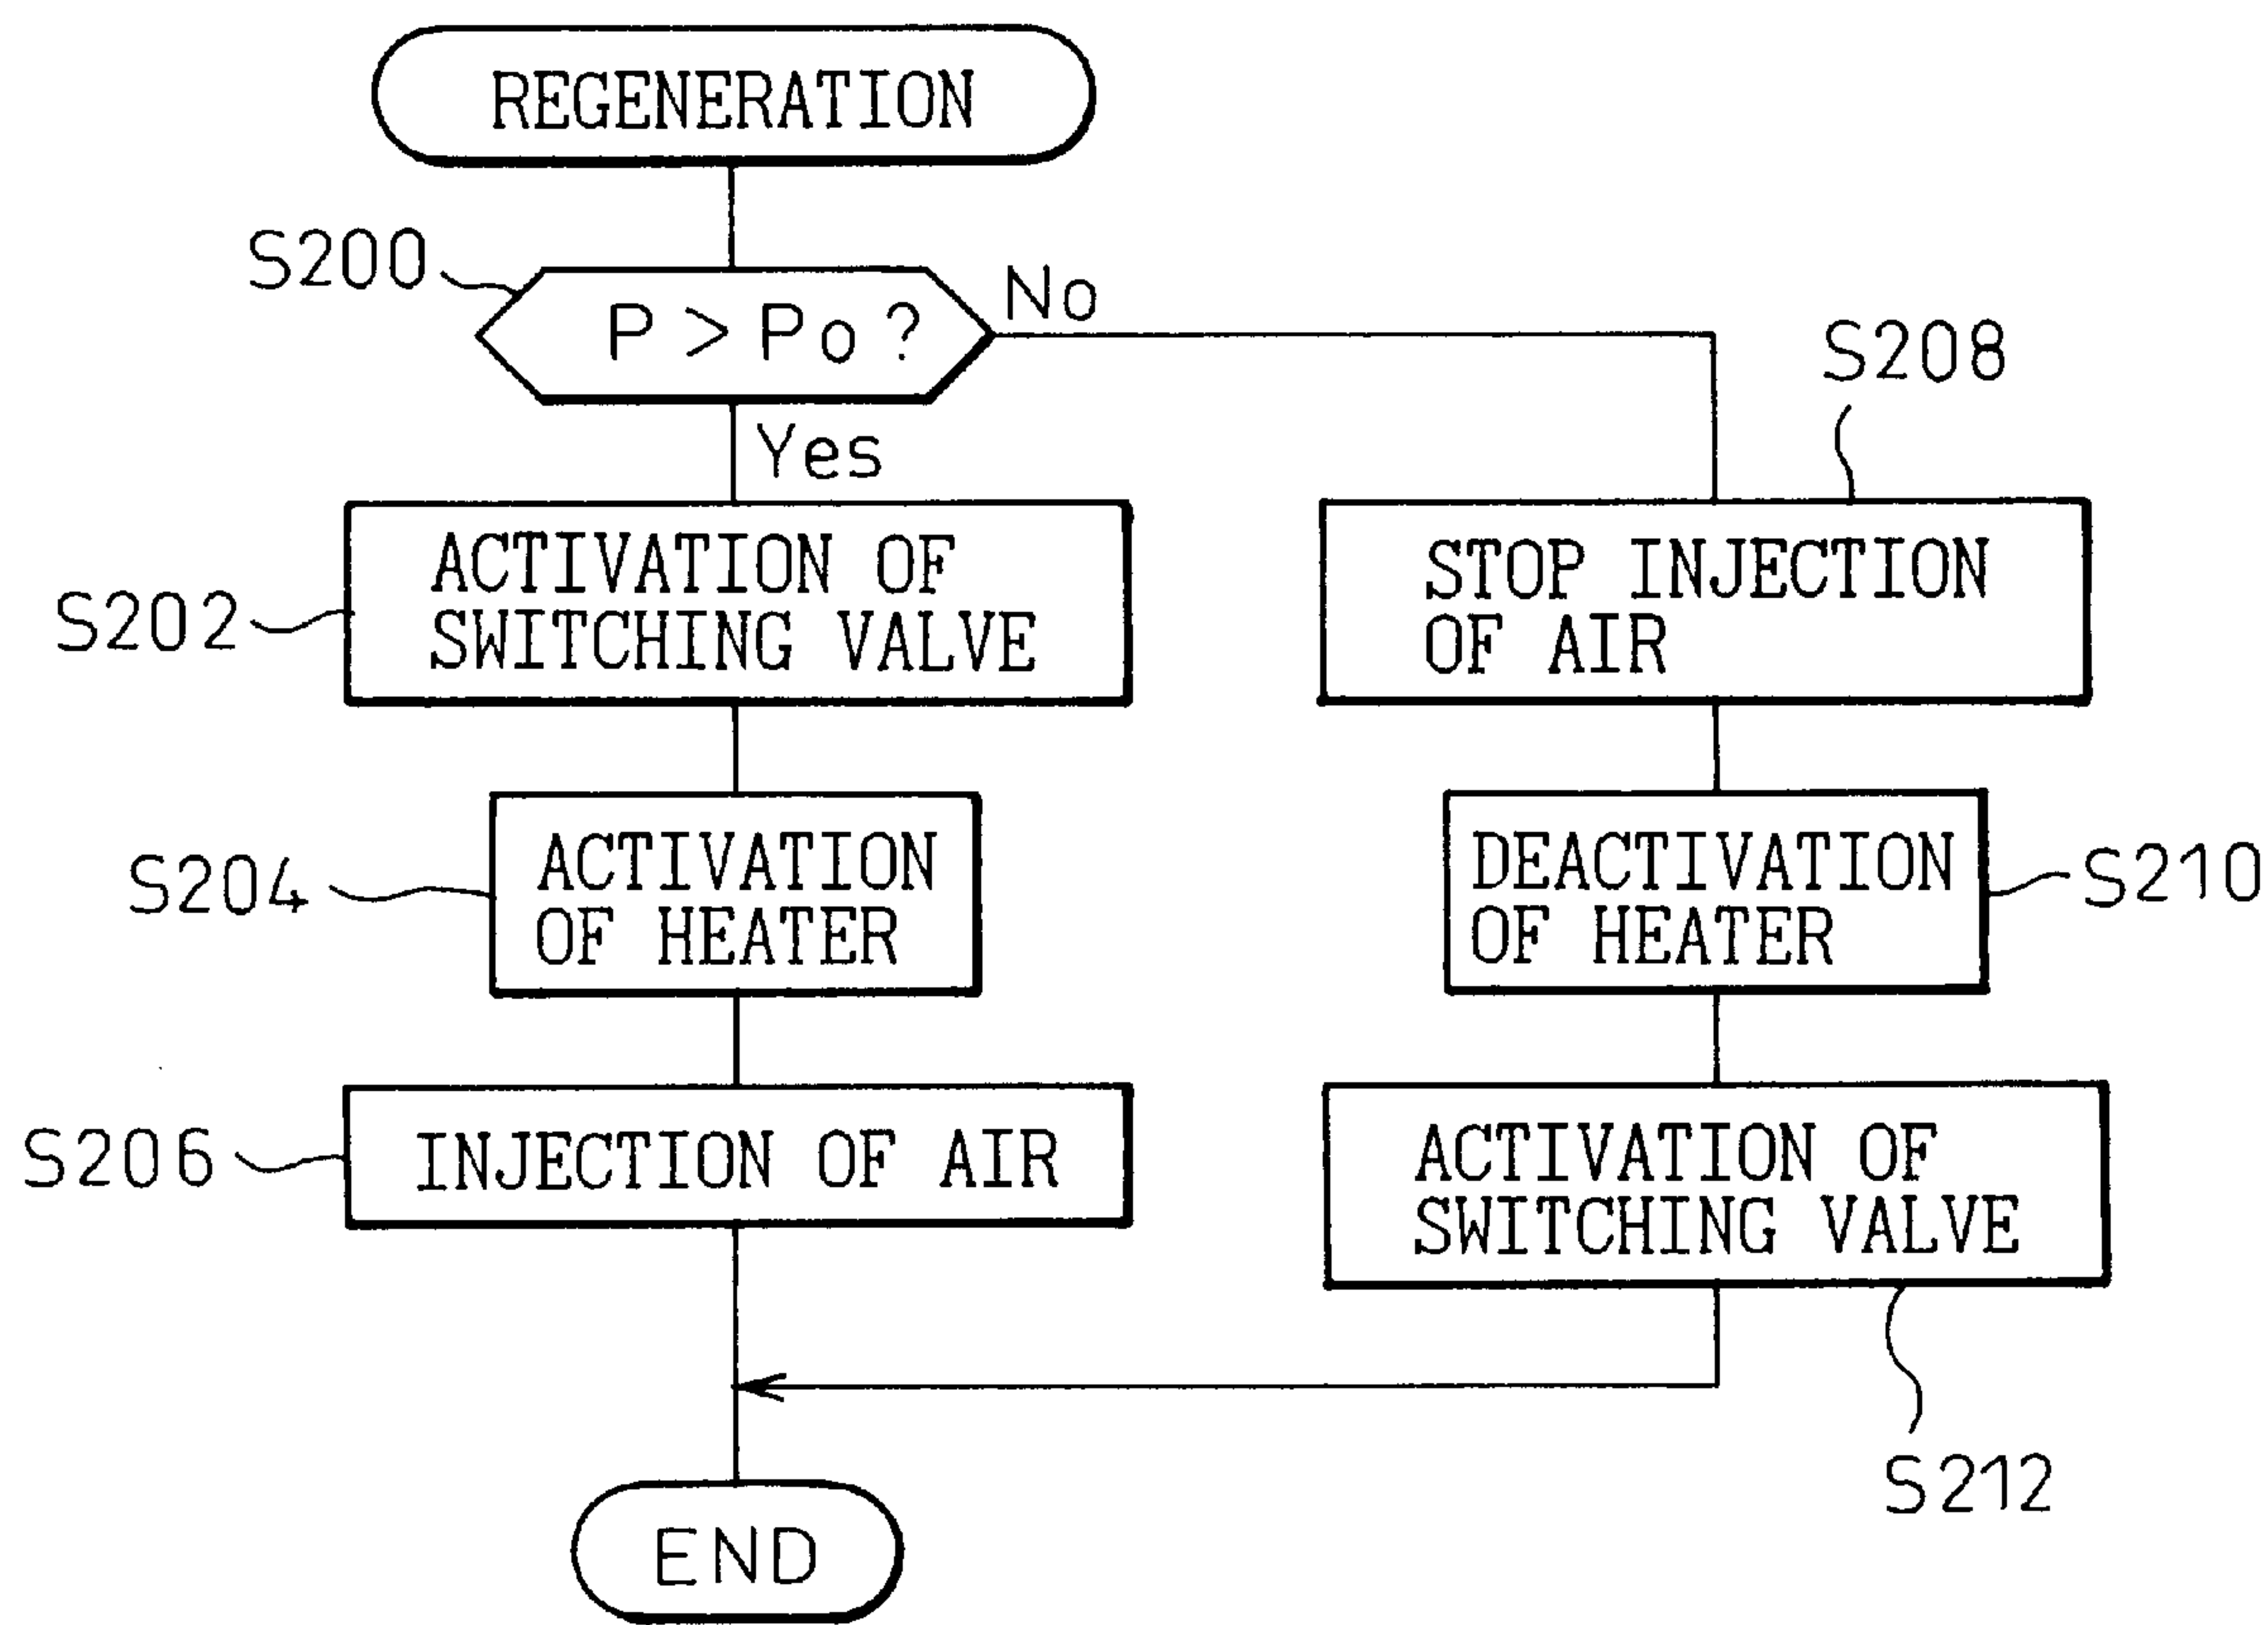 REGENERATION
S200
P > Po ?
No
Yes
S202
ACTIVATION OF
SWITCHING VALVE
S204
ACTIVATION
OF HEATER
S206
INJECTION OF AIR
S208
STOP INJECTION
OF AIR
DEACTIVATION
OF HEATER
S210
ACTIVATION OF
SWITCHING VALVE
S212
END